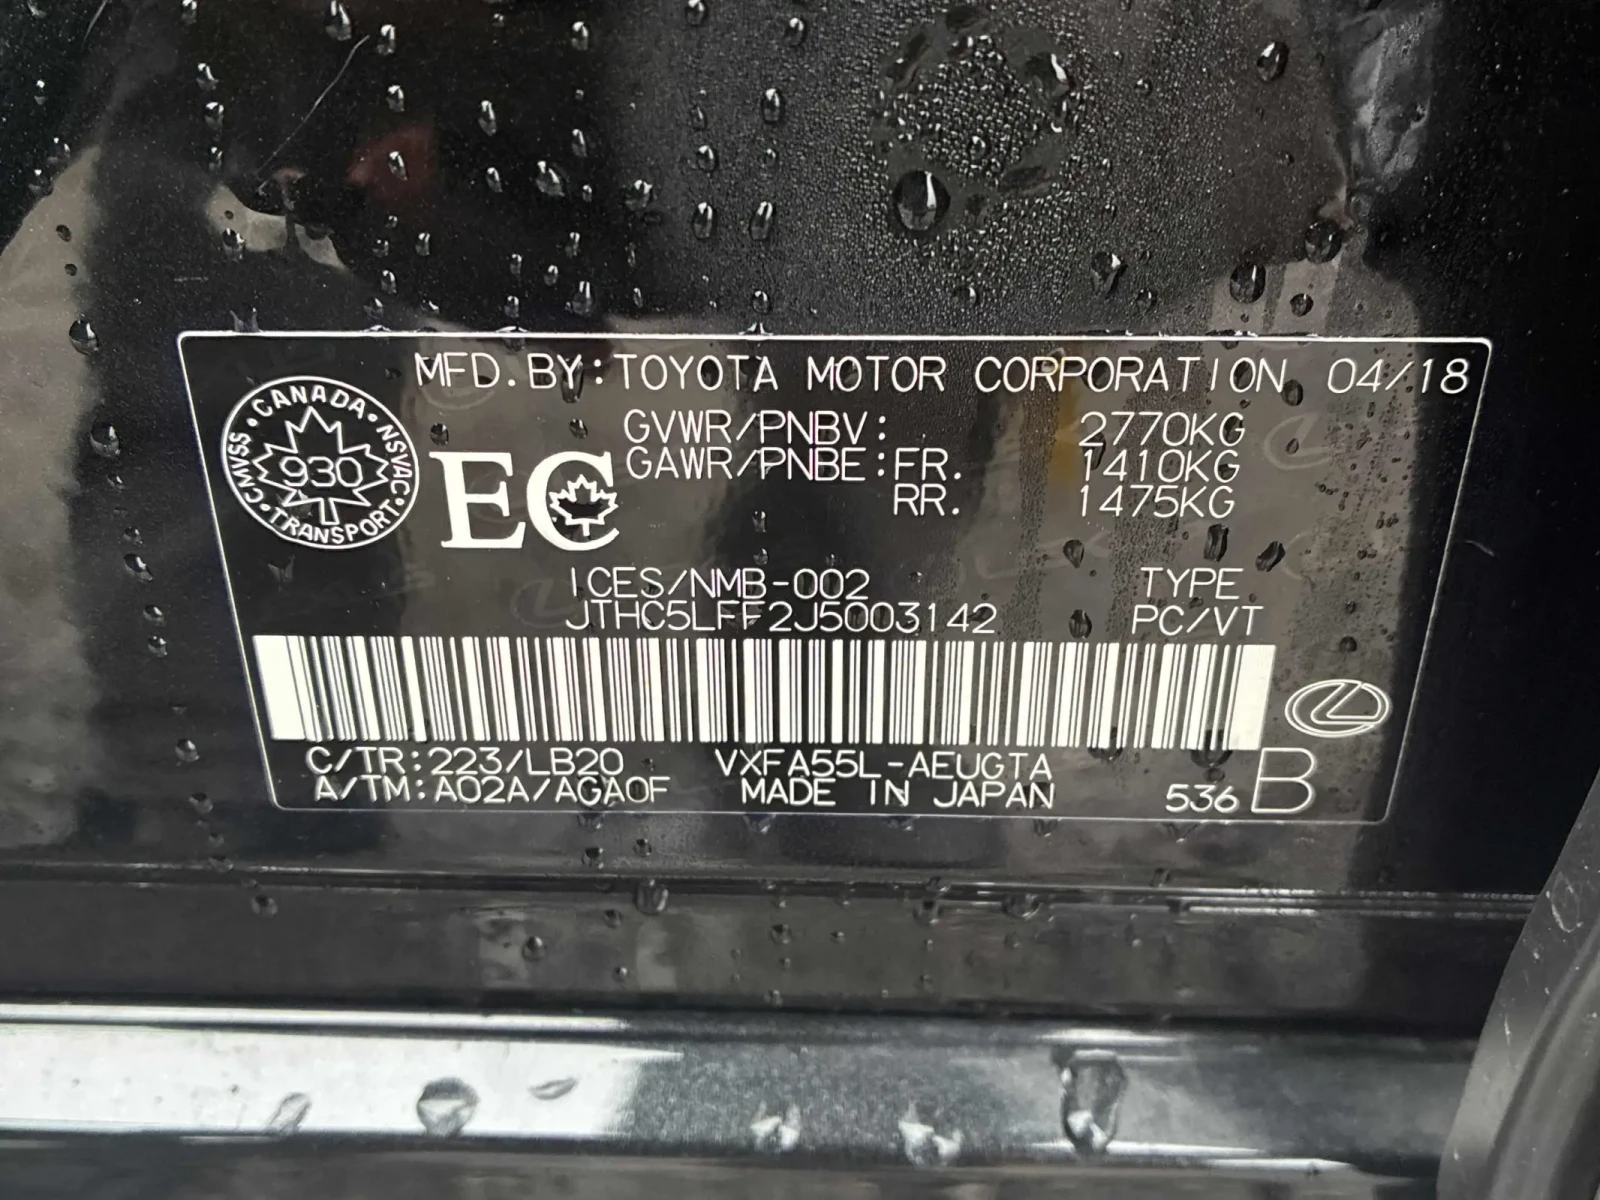 MFD.BY:TOYOTA MOTOR CORPORATION 04/18
CMVSS · CANADA · NSVAC · TRANSPORT
930
EC
GVWR/PNBV: 2770KG
GAWR/PNBE:FR. 1410KG
RR. 1475KG
ICES/NMB-002 TYPE
JTHC5LFF2J5003142 PC/VT
C/TR:223/LB20 VXFA55L-AEUGTA
A/TM:A02A/AGA0F MADE IN JAPAN 536 B